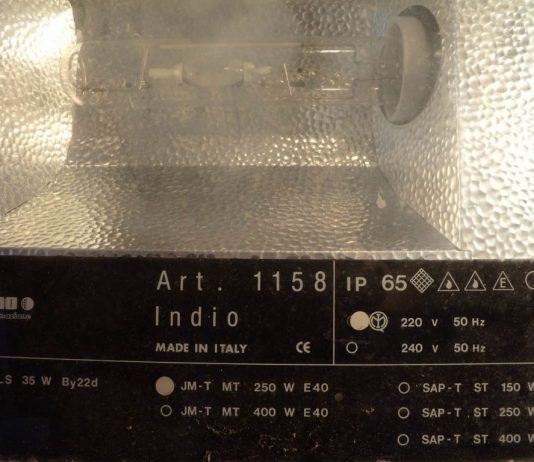 Art. 1158 IP 65 E
Indio
220 V 50 Hz
MADE IN ITALY CE 240 V 50 Hz
LS 35 W By22d JM-T MT 250 W E40 SAP-T ST 150 W
JM-T MT 400 W E40 SAP-T ST 250 W
SAP-T ST 400 W